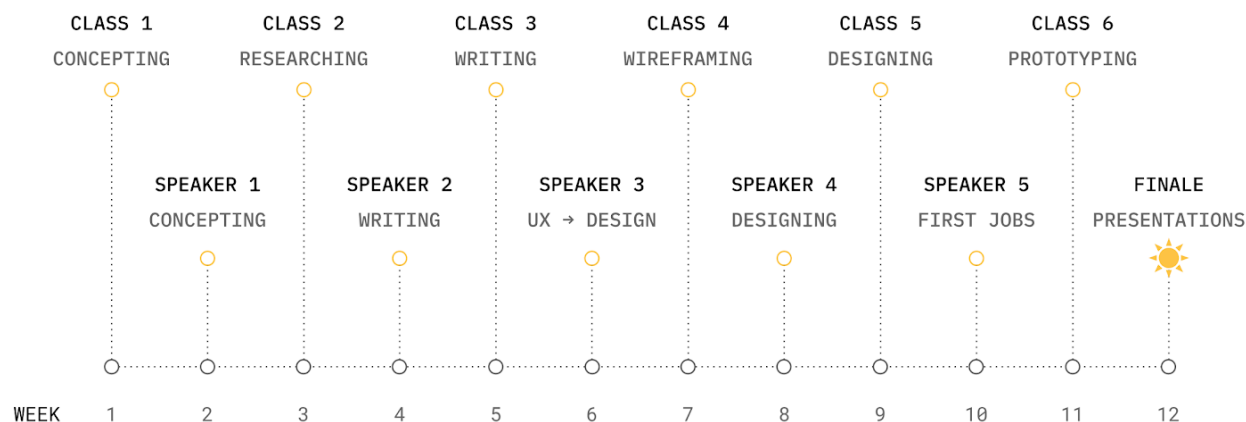 CLASS 1 CLASS 2 CLASS 3 CLASS 4 CLASS 5 CLASS 6
CONCEPTING RESEARCHING WRITING WIREFRAMING DESIGNING PROTOTYPING
SPEAKER 1 SPEAKER 2 SPEAKER 3 SPEAKER 4 SPEAKER 5 FINALE
CONCEPTING WRITING UX → DESIGN DESIGNING FIRST JOBS PRESENTATIONS
WEEK 1 2 3 4 5 6 7 8 9 10 11 12